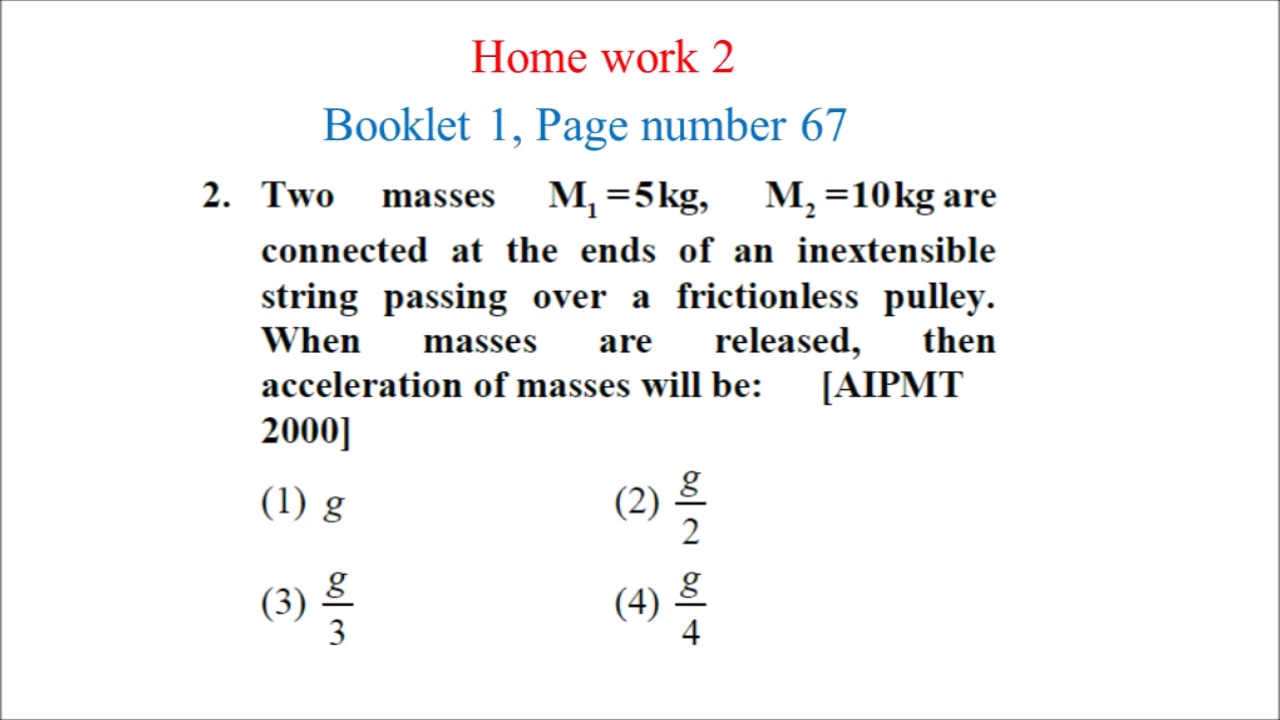 Home work 2
Booklet 1, Page number 67
2. Two masses M₁ =5kg, M₂ =10kg are
connected at the ends of an inextensible
string passing over a frictionless pulley.
When masses are released, then
acceleration of masses will be: [AIPMT
2000]
(1) g (2) g/2
(3) g/3 (4) g/4